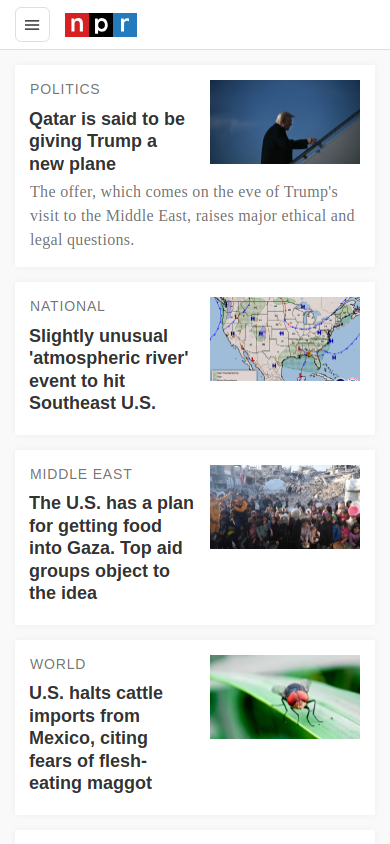 npr
POLITICS
Qatar is said to be
giving Trump a
new plane
The offer, which comes on the eve of Trump's
visit to the Middle East, raises major ethical and
legal questions.
NATIONAL
Slightly unusual
'atmospheric river'
event to hit
Southeast U.S.
MIDDLE EAST
The U.S. has a plan
for getting food
into Gaza. Top aid
groups object to
the idea
WORLD
U.S. halts cattle
imports from
Mexico, citing
fears of flesh-
eating maggot